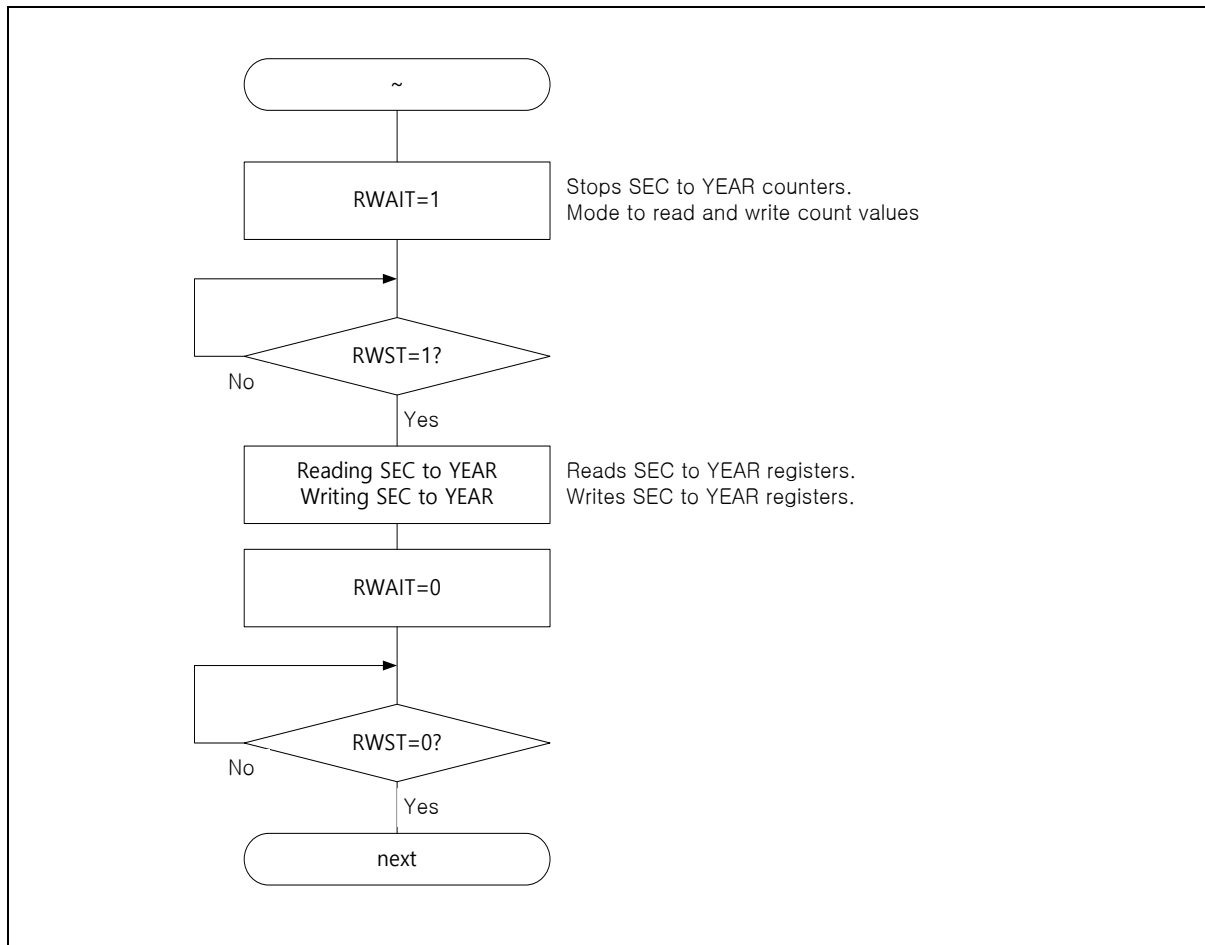 ~
RWAIT=1
Stops SEC to YEAR counters.
Mode to read and write count values
RWST=1?
No
Yes
Reading SEC to YEAR
Writing SEC to YEAR
Reads SEC to YEAR registers.
Writes SEC to YEAR registers.
RWAIT=0
RWST=0?
No
Yes
next